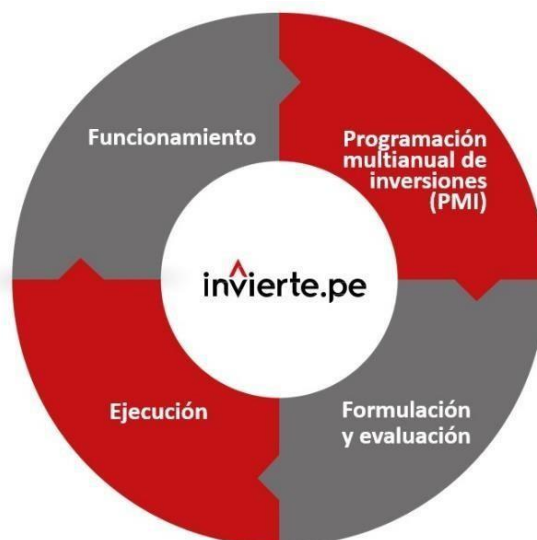 Funcionamiento
Programación
multianual de
inversiones
(PMI)
invierte.pe
Ejecución
Formulación
y evaluación